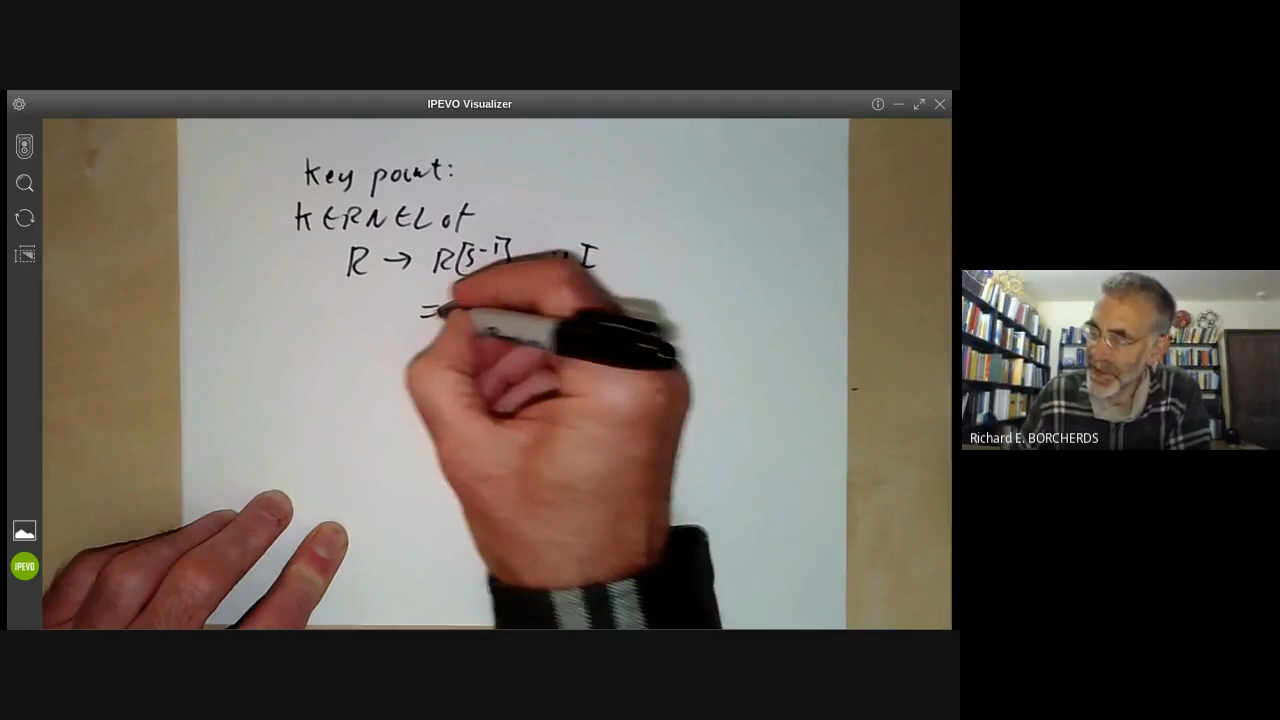 IPEVO Visualizer
Key point:
KERNEL of
R → R[S⁻¹] I
=
IPEVO
Richard E. BORCHERDS